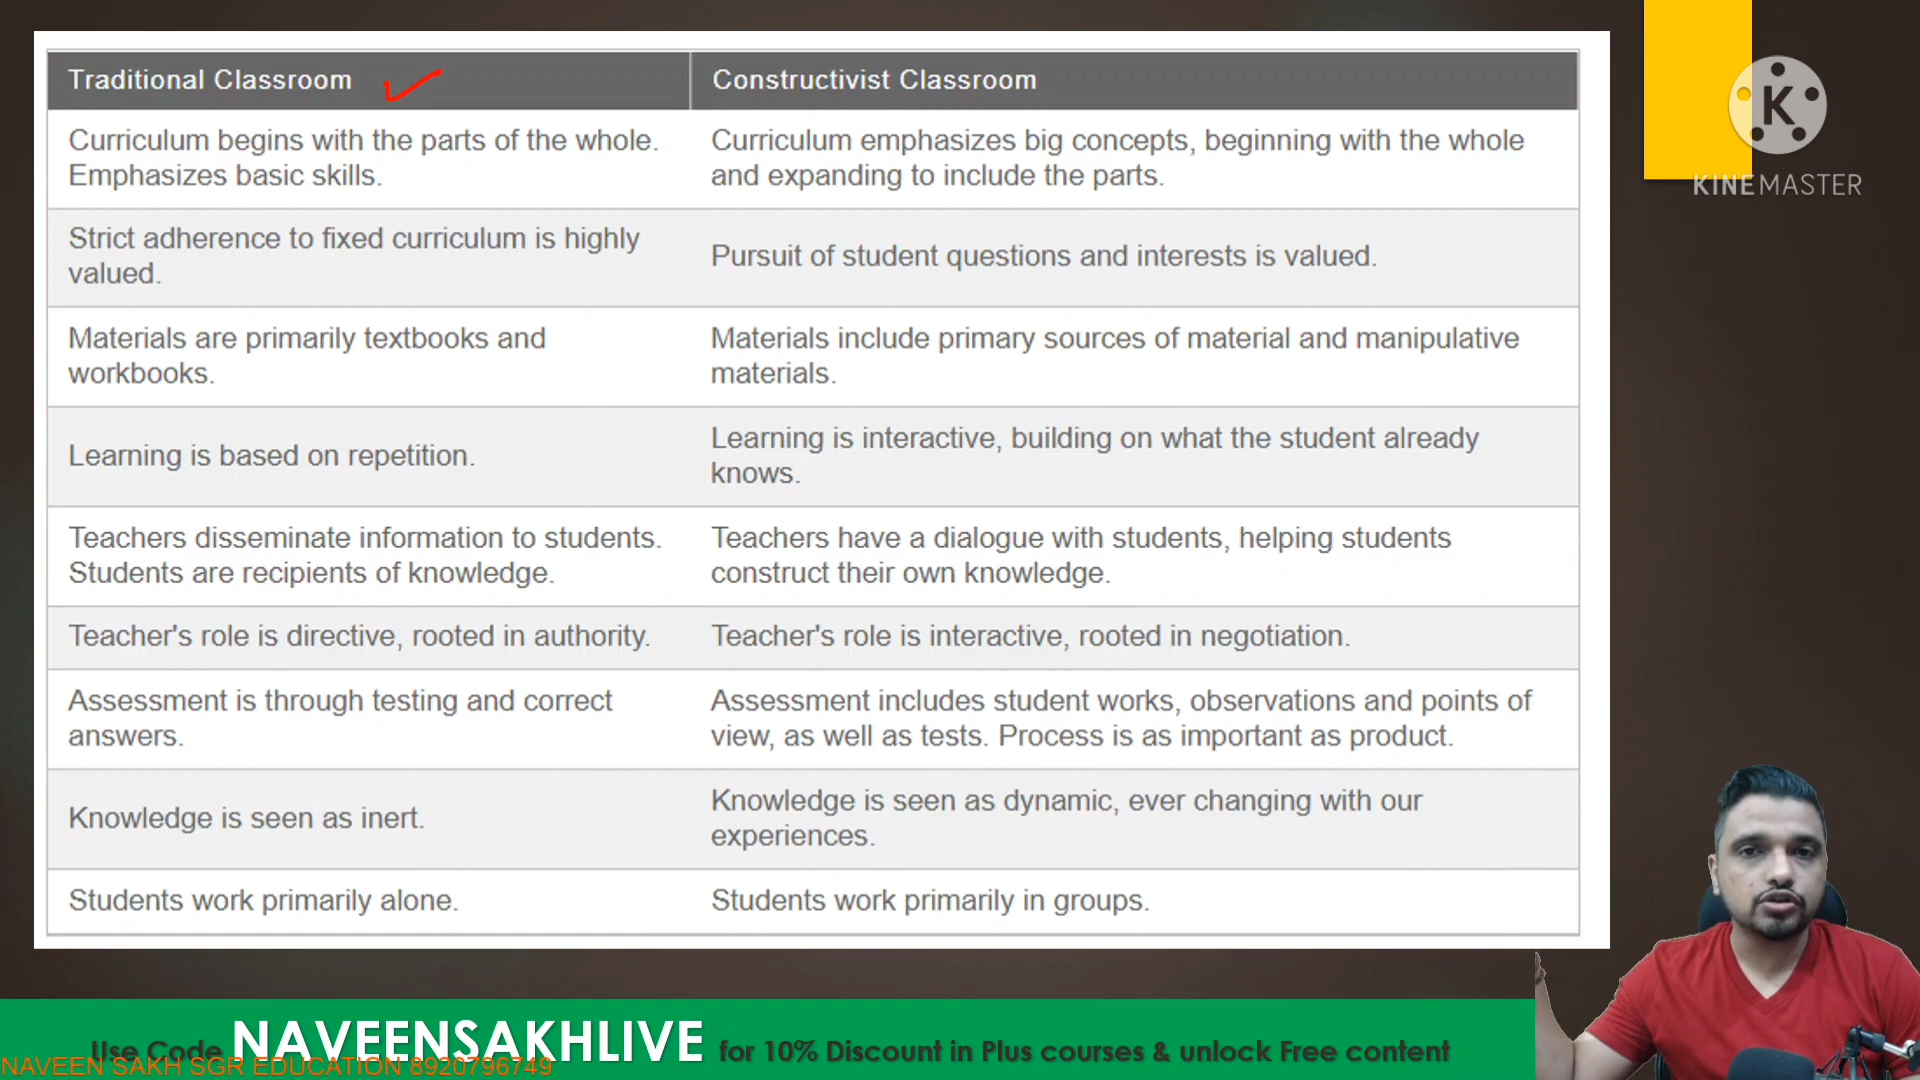 Traditional Classroom
Constructivist Classroom
Curriculum begins with the parts of the whole.
Emphasizes basic skills.
Curriculum emphasizes big concepts, beginning with the whole
and expanding to include the parts.
Strict adherence to fixed curriculum is highly
valued.
Pursuit of student questions and interests is valued.
Materials are primarily textbooks and
workbooks.
Materials include primary sources of material and manipulative
materials.
Learning is based on repetition.
Learning is interactive, building on what the student already
knows.
Teachers disseminate information to students.
Students are recipients of knowledge.
Teachers have a dialogue with students, helping students
construct their own knowledge.
Teacher's role is directive, rooted in authority.
Teacher's role is interactive, rooted in negotiation.
Assessment is through testing and correct
answers.
Assessment includes student works, observations and points of
view, as well as tests. Process is as important as product.
Knowledge is seen as inert.
Knowledge is seen as dynamic, ever changing with our
experiences.
Students work primarily alone.
Students work primarily in groups.
K
KINEMASTER
Use Code NAVEENSAKHLIVE for 10% Discount in Plus courses & unlock Free content
NAVEEN SAKH SGR EDUCATION 8920796749